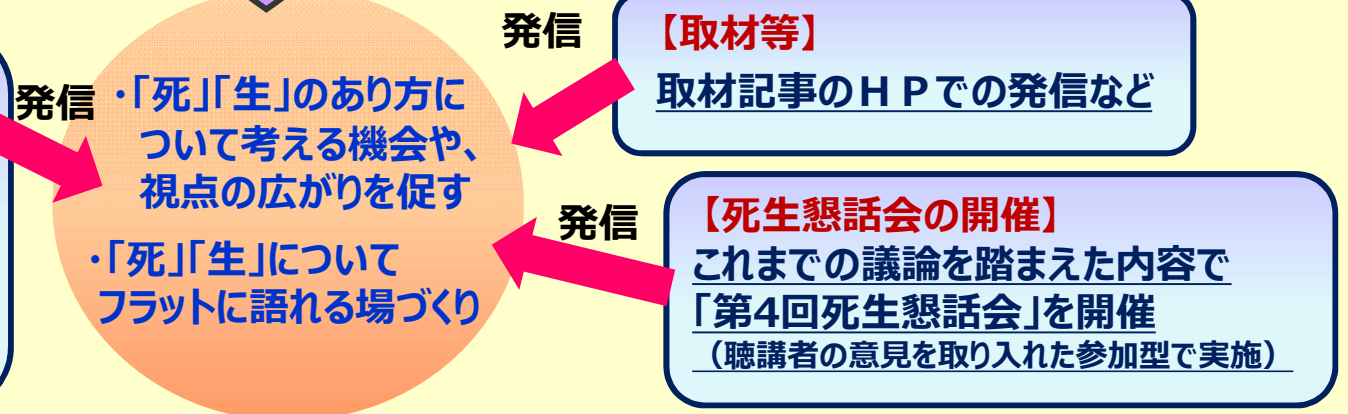 発信
・「死」「生」のあり方に
ついて考える機会や、
視点の広がりを促す
・「死」「生」について
フラットに語れる場づくり
発信
【取材等】
取材記事のＨＰでの発信など
発信
【死生懇話会の開催】
これまでの議論を踏まえた内容で
「第4回死生懇話会」を開催
（聴講者の意見を取り入れた参加型で実施）